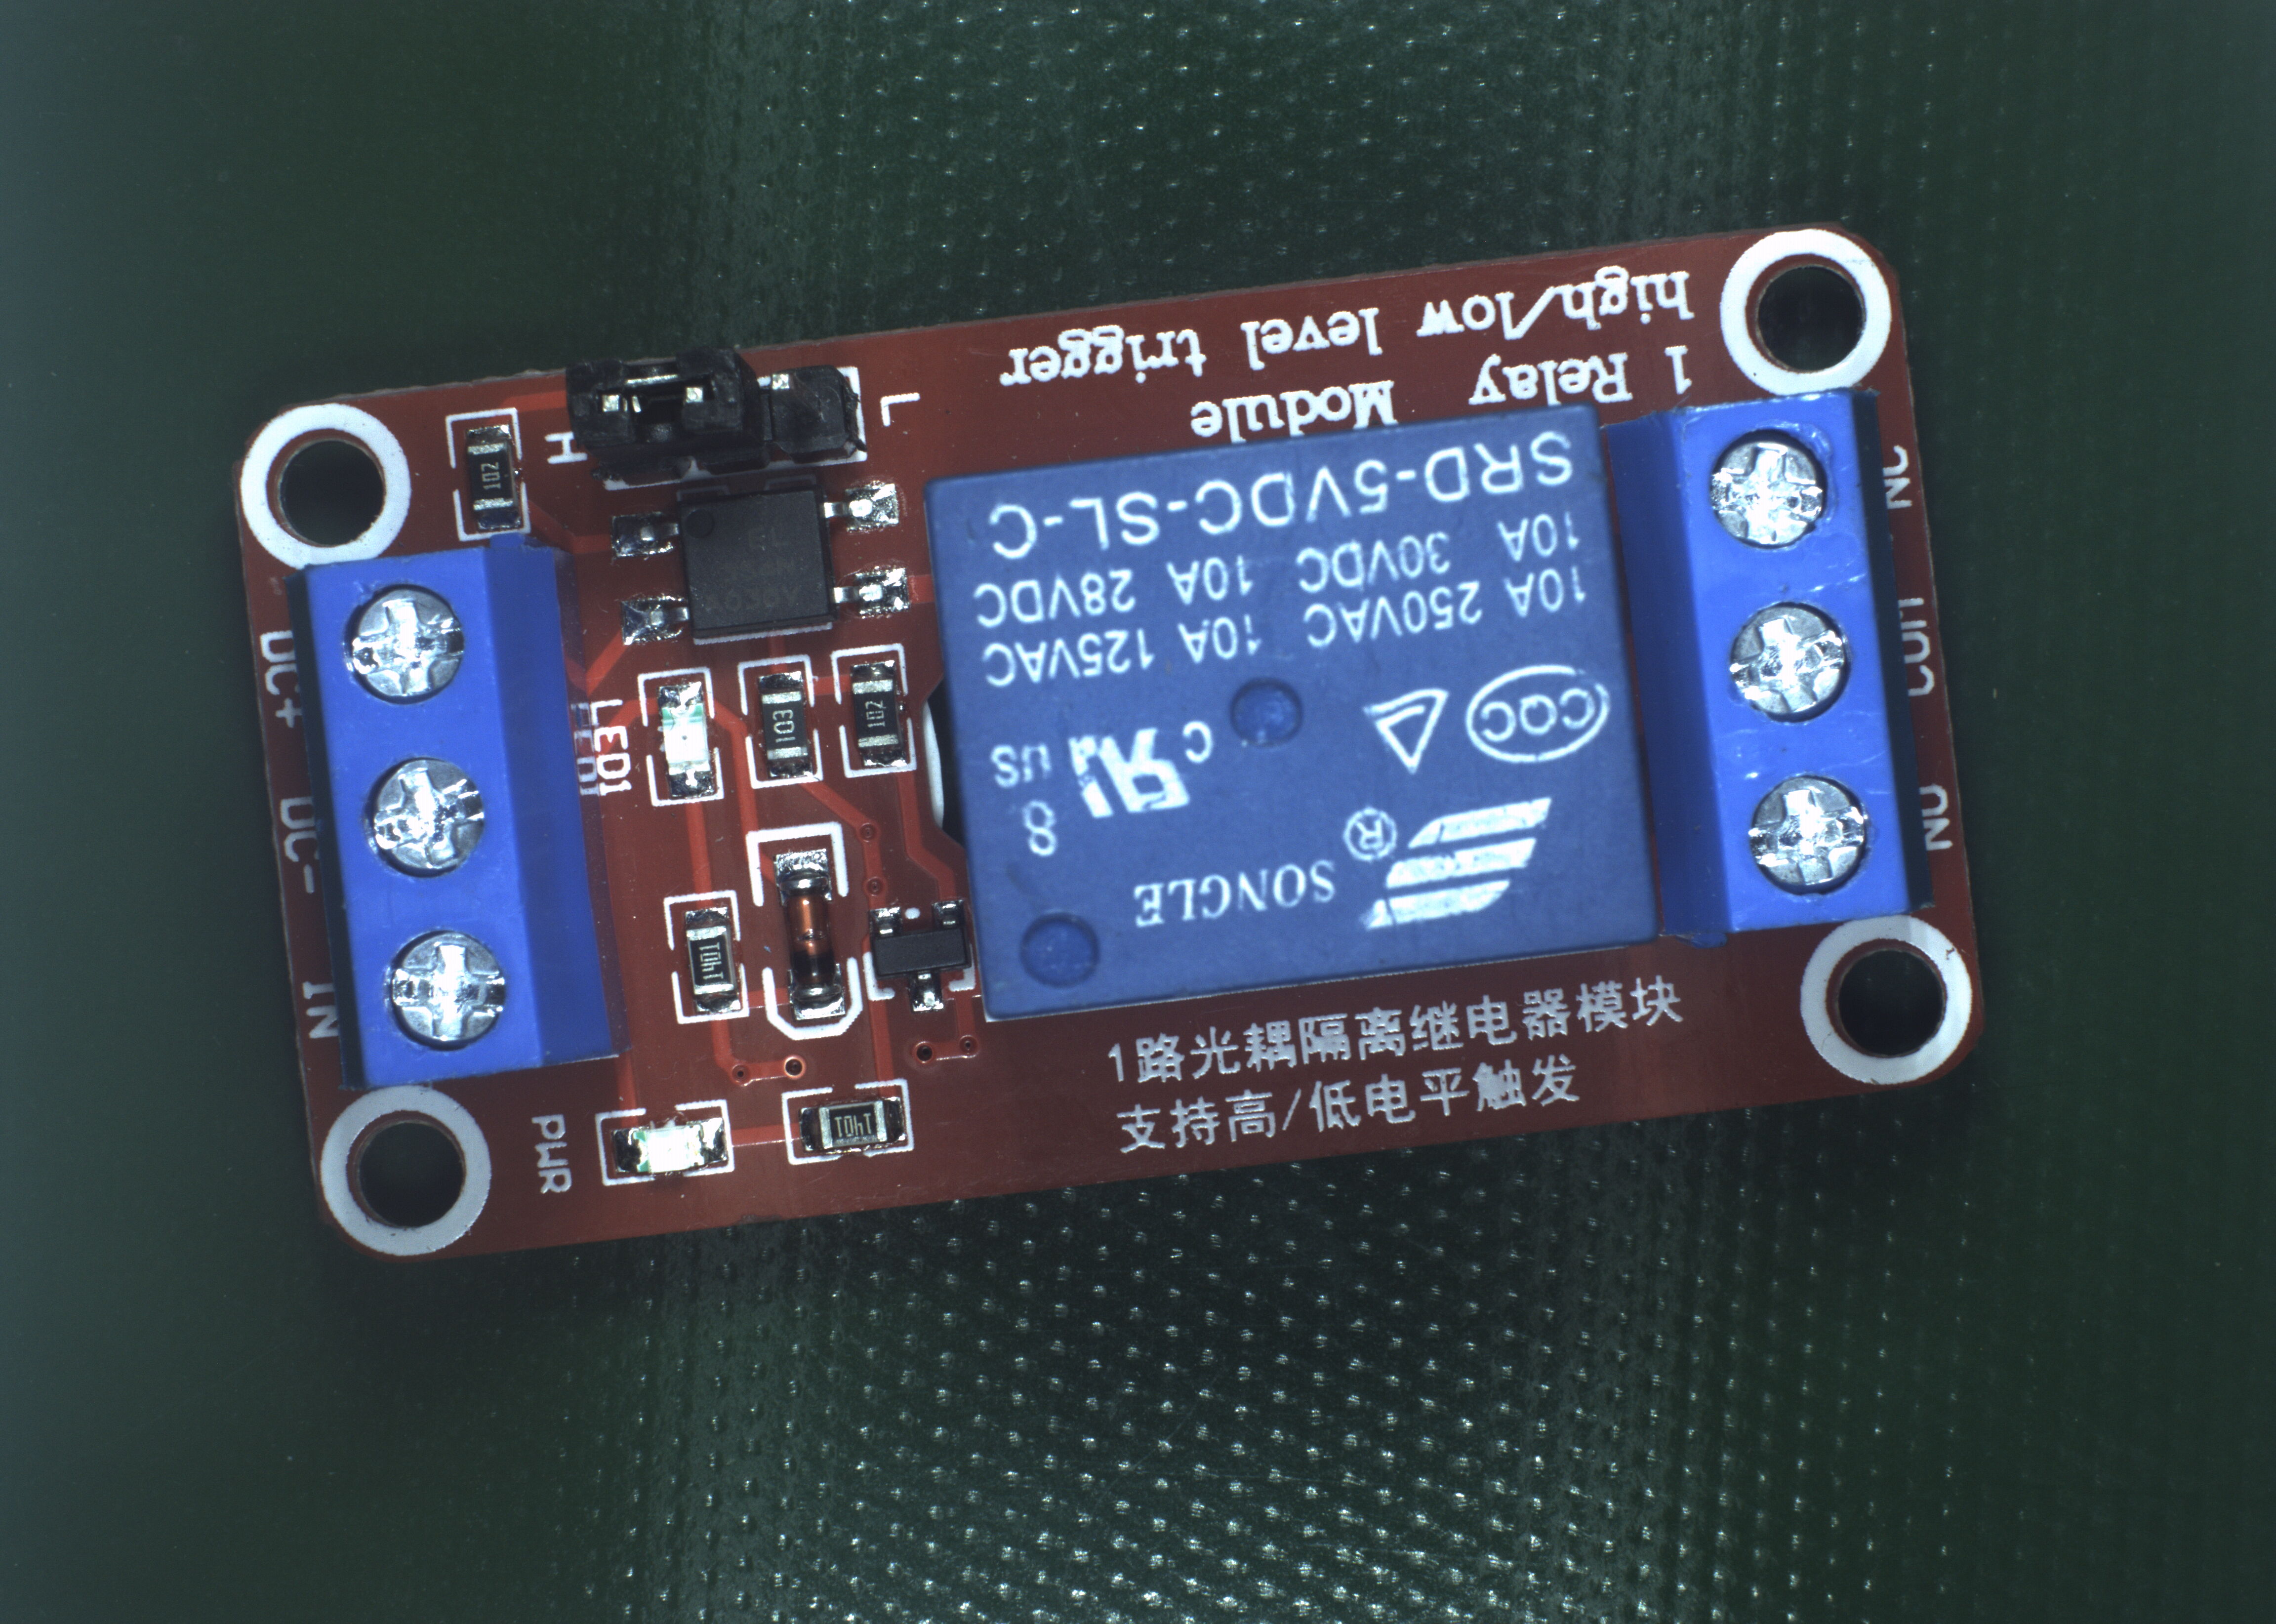 1 Relay Module
high/low level trigger
H
L
102
SRD-5VDC-SL-C
10A 30VDC 10A 28VDC
10A 250VAC 10A 125VAC
CQC
C US
8
SONGLE
®
NC
COM
NO
DC+
DC-
IN
LED1
103
102
1401
PWR
1401
1路光耦隔离继电器模块
支持高/低电平触发